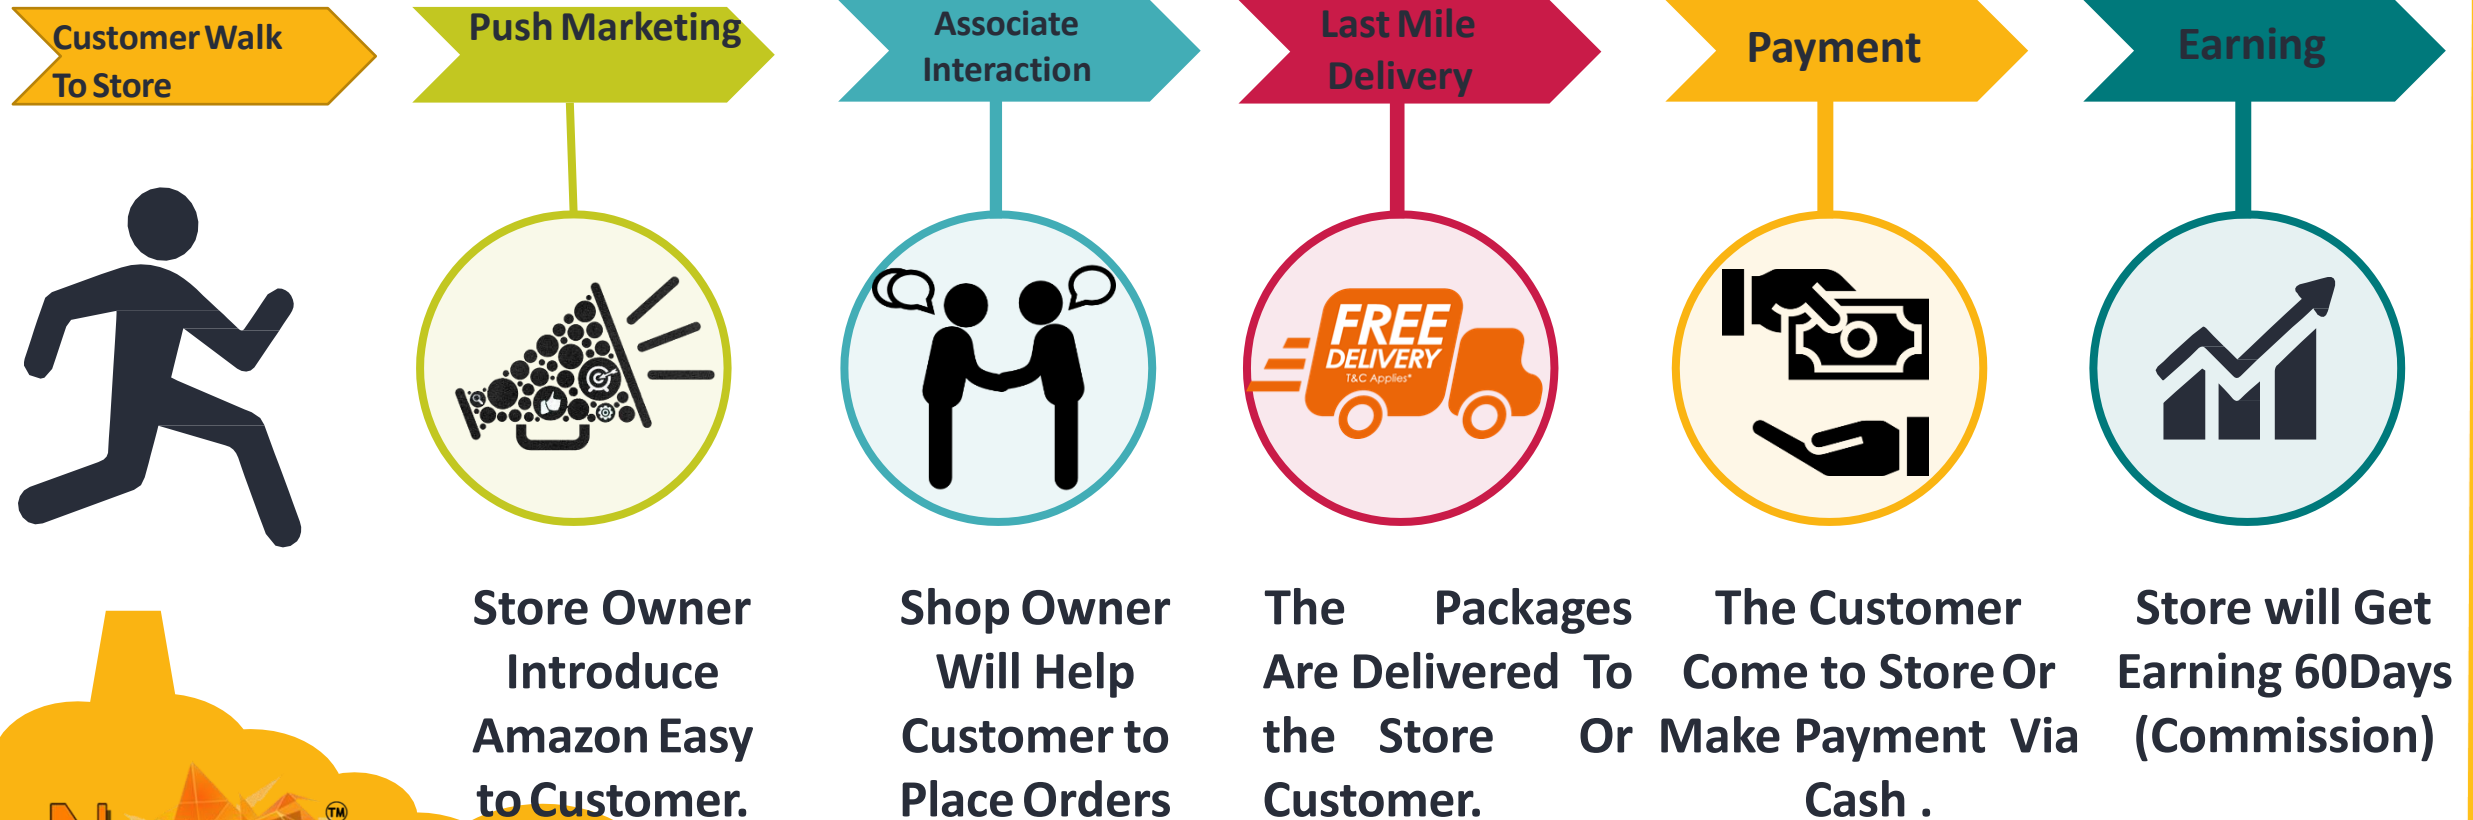 Customer Walk
To Store
Push Marketing
Associate
Interaction
Last Mile
Delivery
Payment
Earning
FREE
DELIVERY
T&C Applies*
Store Owner
Introduce
Amazon Easy
to Customer.
Shop Owner
Will Help
Customer to
Place Orders
The Packages
Are Delivered To
the Store Or
Customer.
The Customer
Come to Store Or
Make Payment Via
Cash .
Store will Get
Earning 60Days
(Commission)
TM